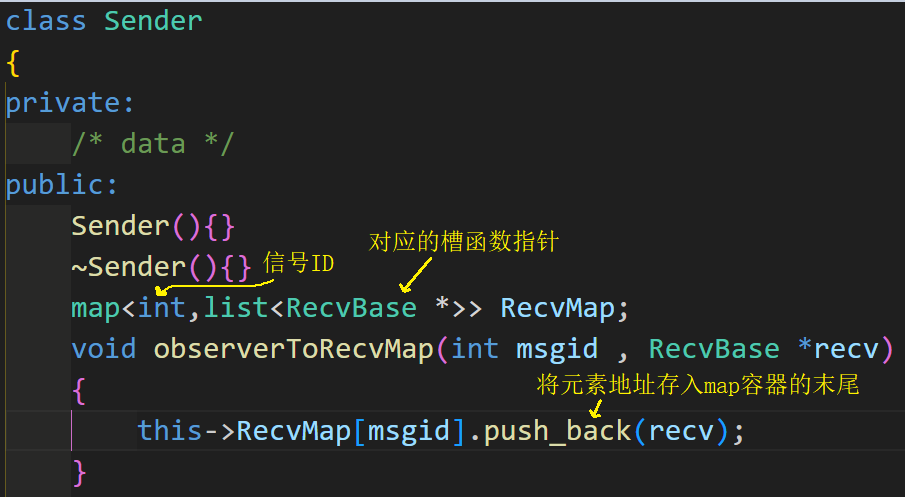 class Sender
{
private:
    /* data */
public:
    Sender(){}
对应的槽函数指针
    ~Sender(){}
信号ID
    map<int,list<RecvBase *>> RecvMap;
    void observerToRecvMap(int msgid , RecvBase *recv)
    {
将元素地址存入map容器的末尾
        this->RecvMap[msgid].push_back(recv);
    }